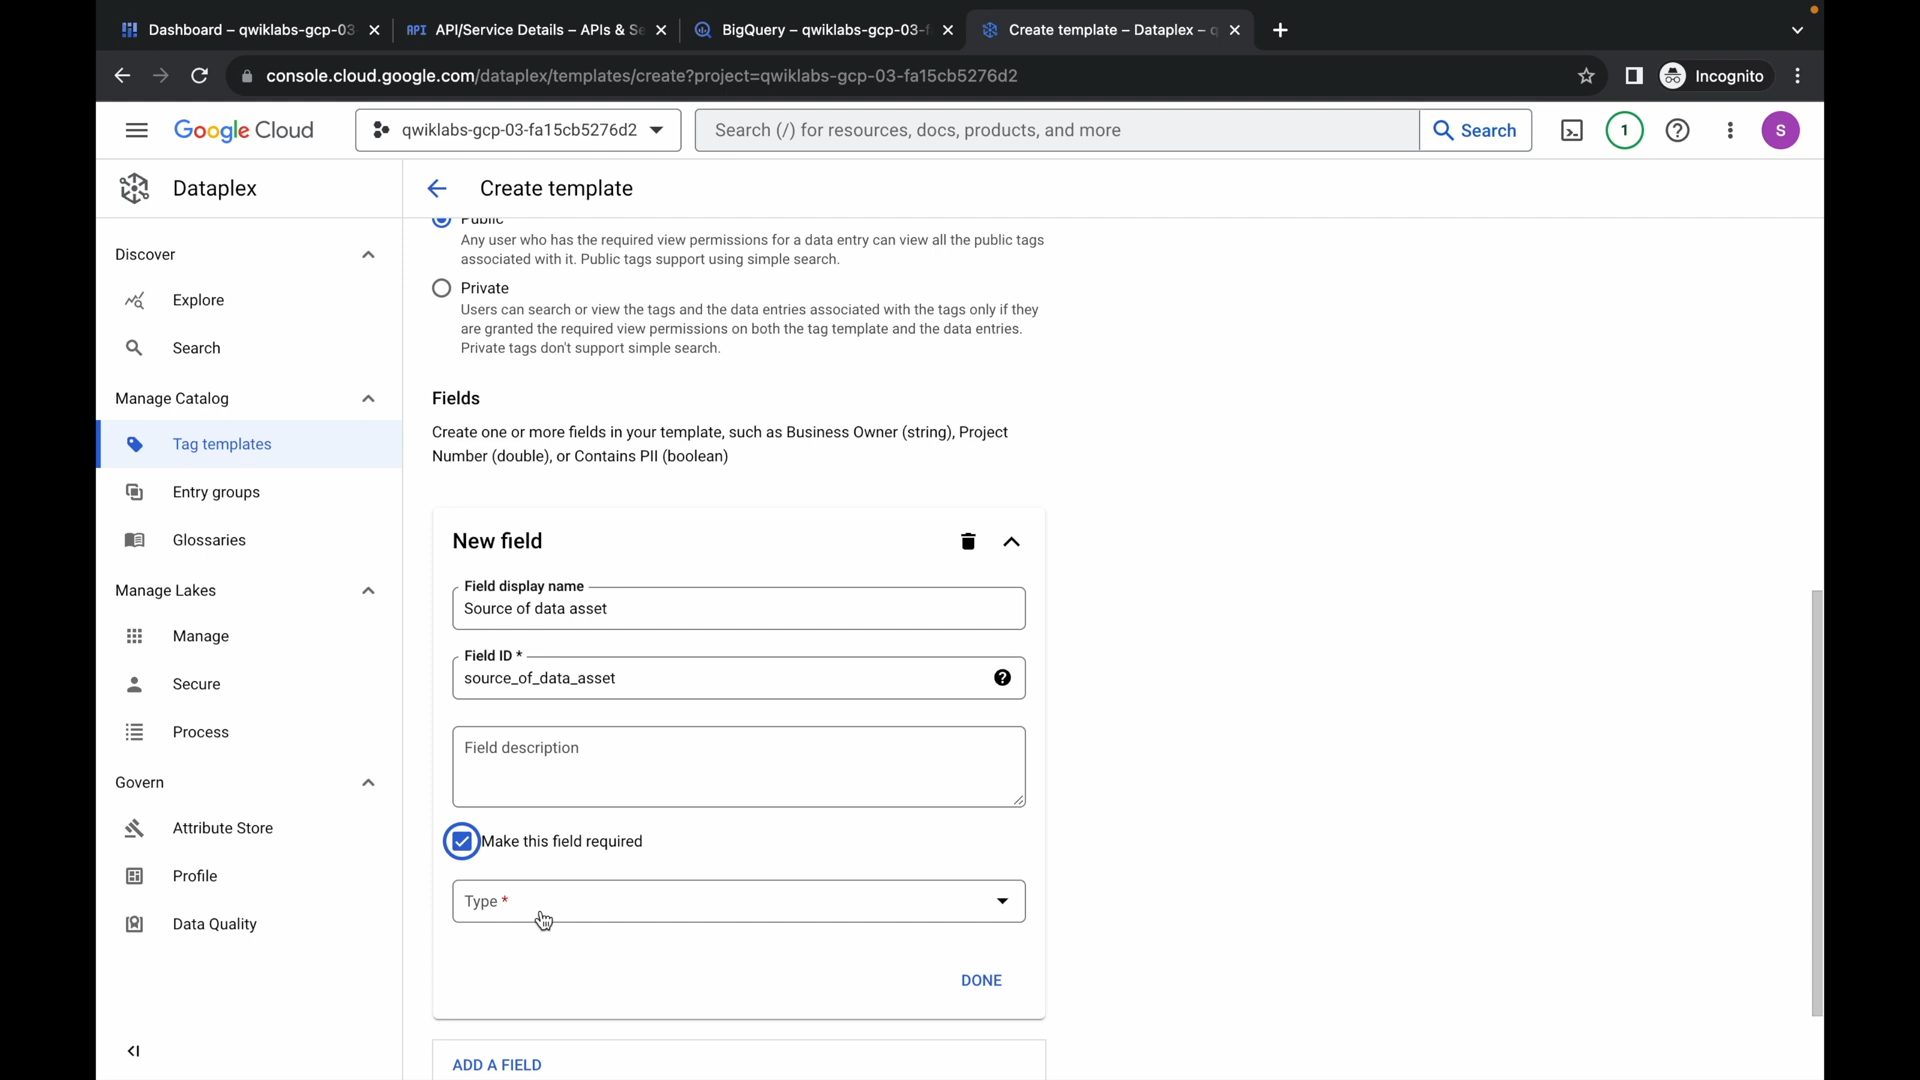 Dashboard – qwiklabs-gcp-03
API API/Service Details – APIs & Se
BigQuery – qwiklabs-gcp-03-f
Create template – Dataplex – q
console.cloud.google.com/dataplex/templates/create?project=qwiklabs-gcp-03-fa15cb5276d2
Incognito
Google Cloud
qwiklabs-gcp-03-fa15cb5276d2
Search (/) for resources, docs, products, and more
Search
1
S
Dataplex
Create template
Discover
Explore
Search
Manage Catalog
Tag templates
Entry groups
Glossaries
Manage Lakes
Manage
Secure
Process
Govern
Attribute Store
Profile
Data Quality
Public
Any user who has the required view permissions for a data entry can view all the public tags
associated with it. Public tags support using simple search.
Private
Users can search or view the tags and the data entries associated with the tags only if they
are granted the required view permissions on both the tag template and the data entries.
Private tags don't support simple search.
Fields
Create one or more fields in your template, such as Business Owner (string), Project
Number (double), or Contains PII (boolean)
New field
Field display name
Source of data asset
Field ID *
source_of_data_asset
Field description
Make this field required
Type *
DONE
ADD A FIELD